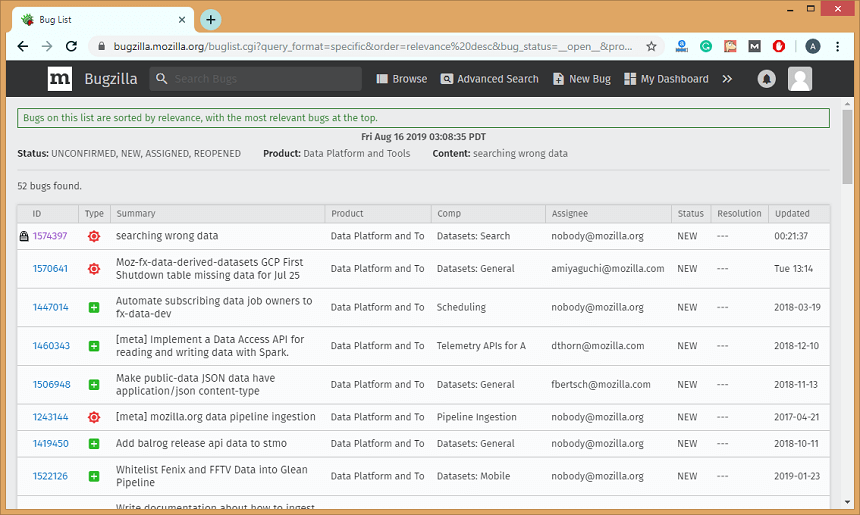 Bug List
bugzilla.mozilla.org/buglist.cgi?query_format=specific&order=relevance%20desc&bug_status=__open__&pro...
A
m Bugzilla Search Bugs Browse Advanced Search New Bug My Dashboard
Bugs on this list are sorted by relevance, with the most relevant bugs at the top.
Fri Aug 16 2019 03:08:35 PDT
Status: UNCONFIRMED, NEW, ASSIGNED, REOPENED Product: Data Platform and Tools Content: searching wrong data
52 bugs found.
ID Type Summary Product Comp Assignee Status Resolution Updated
1574397 searching wrong data Data Platform and To Datasets: Search nobody@mozilla.org NEW --- 00:21:37
1570641 Moz-fx-data-derived-datasets GCP First Data Platform and To Datasets: General amiyaguchi@mozilla.com NEW --- Tue 13:14
Shutdown table missing data for Jul 25
1447014 Automate subscribing data job owners to Data Platform and To Scheduling nobody@mozilla.org NEW --- 2018-03-19
fx-data-dev
1460343 [meta] Implement a Data Access API for Data Platform and To Telemetry APIs for A dthorn@mozilla.com NEW --- 2018-12-10
reading and writing data with Spark.
1506948 Make public-data JSON data have Data Platform and To Datasets: General fbertsch@mozilla.com NEW --- 2018-11-13
application/json content-type
1243144 [meta] mozilla.org data pipeline ingestion Data Platform and To Pipeline Ingestion nobody@mozilla.org NEW --- 2017-04-21
1419450 Add balrog release api data to stmo Data Platform and To Datasets: General nobody@mozilla.org NEW --- 2018-10-11
1522126 Whitelist Fenix and FFTV Data into Glean Data Platform and To Datasets: Mobile nobody@mozilla.org NEW --- 2019-01-23
Pipeline
Write documentation about how to ingest